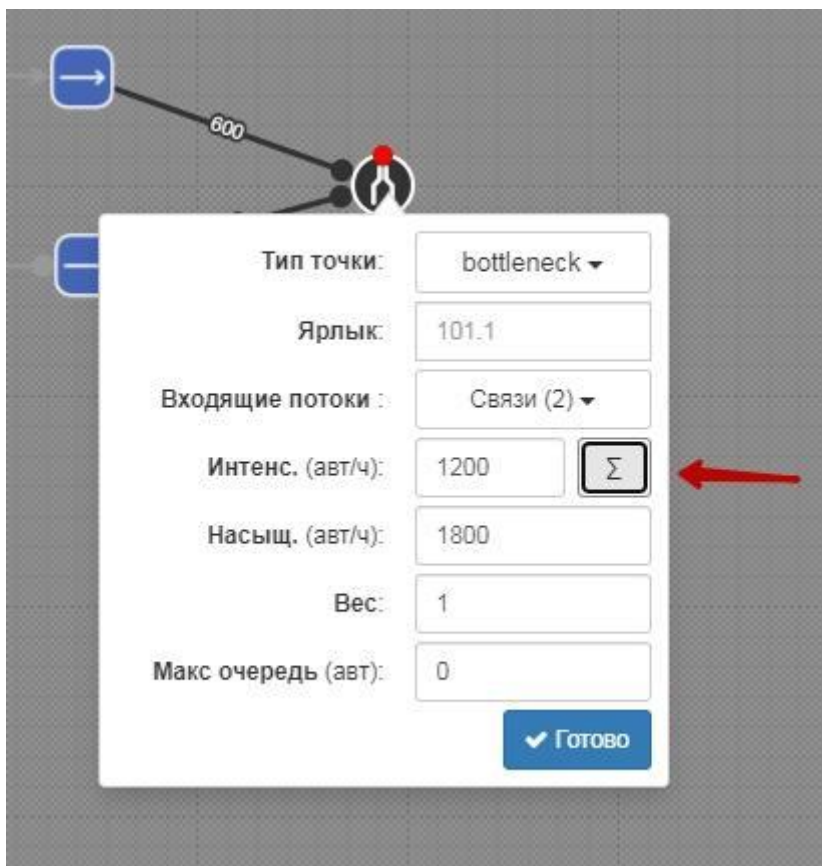 600
Тип точки: bottleneck
Ярлык: 101.1
Входящие потоки : Связи (2)
Интенс. (авт/ч): 1200 Σ
Насыщ. (авт/ч): 1800
Вес: 1
Макс очередь (авт): 0
Готово